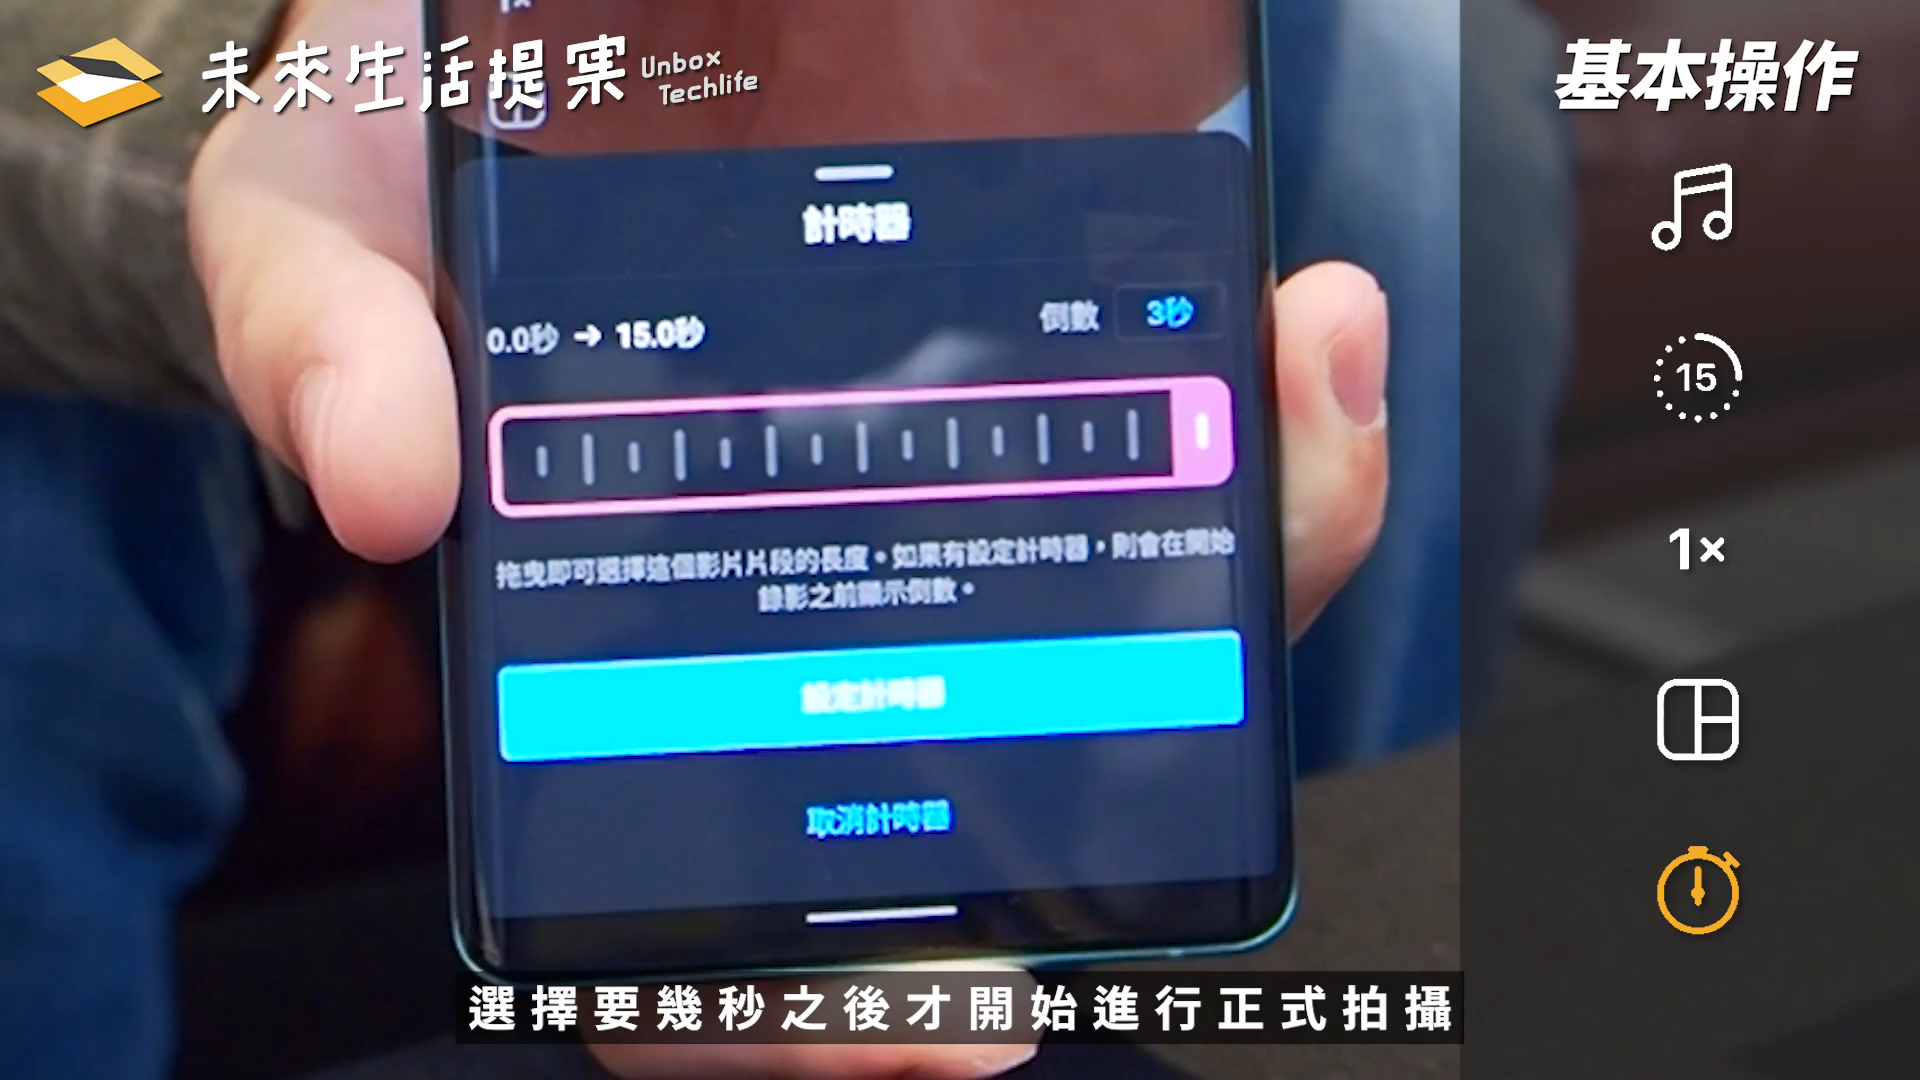 未來生活提案
Unbox
Techlife
基本操作
計時器
0.0秒 → 15.0秒
倒數 3秒
拖曳即可選擇這個影片片段的長度。如果有設定計時器，則會在開始
錄影之前顯示倒數。
設定計時器
取消計時器
15
1×
選擇要幾秒之後才開始進行正式拍攝